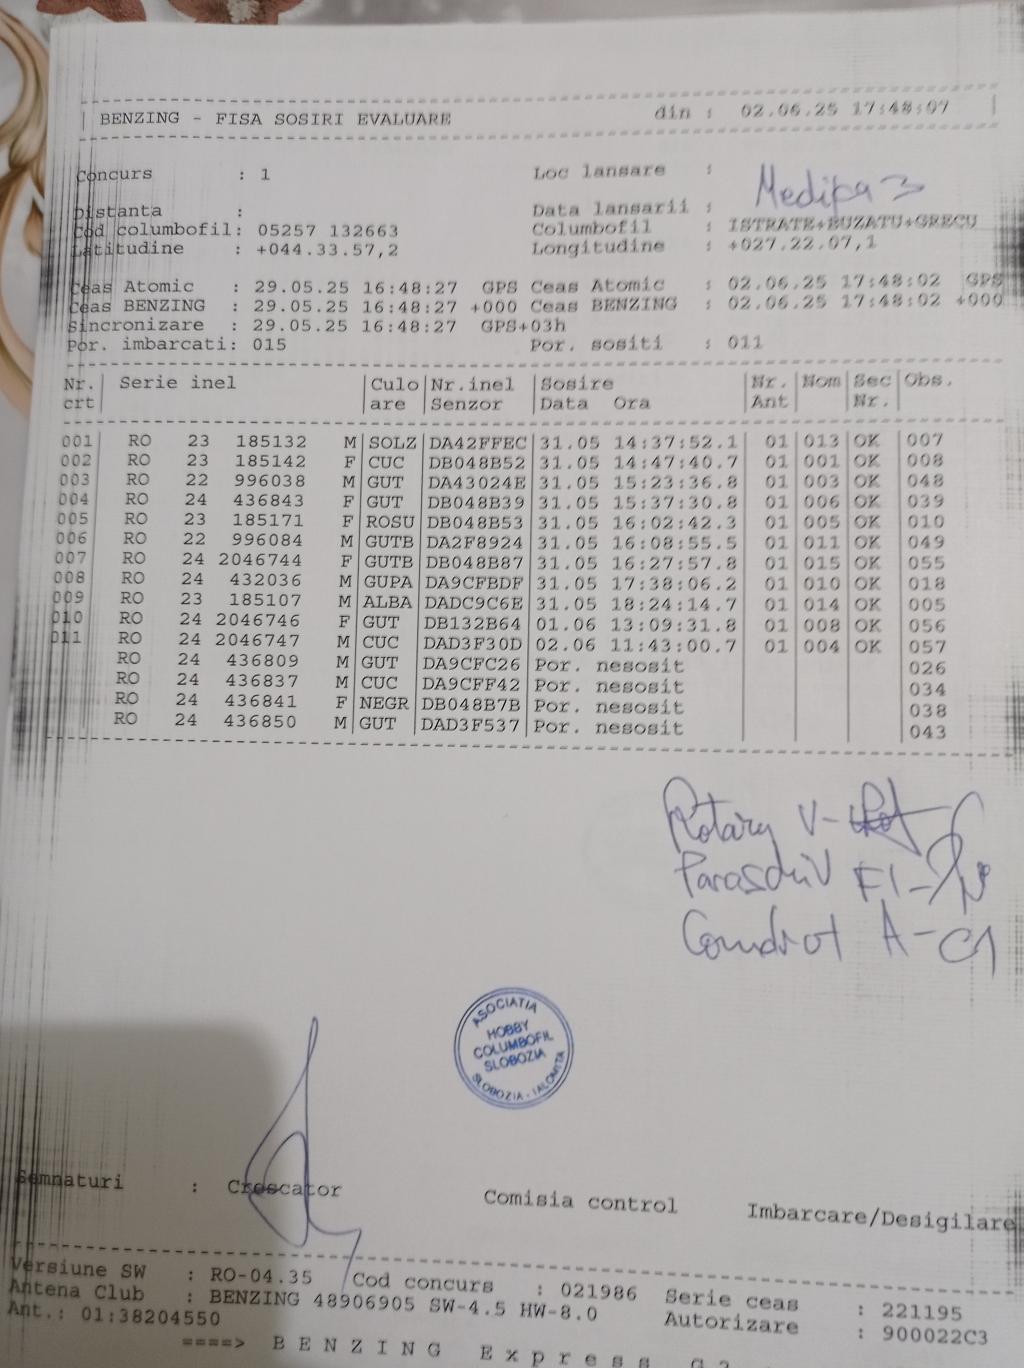 BENZING - FISA SOSIRI EVALUARE din : 02.06.25 17:48:07
Concurs : 1 Loc lansare :
Medipa 3
Distanta : Data lansarii :
Cod columbofil: 05257 132663 Columbofil : ISTRATE+BUZATU+GRECU
Latitudine : +044.33.57,2 Longitudine : +027.22.07,1
Ceas Atomic : 29.05.25 16:48:27 GPS Ceas Atomic : 02.06.25 17:48:02 GPS
Ceas BENZING : 29.05.25 16:48:27 +000 Ceas BENZING : 02.06.25 17:48:02 +000
Sincronizare : 29.05.25 16:48:27 GPS+03h
Por. imbarcati: 015 Por. sositi : 011
Nr. Serie inel Culo Nr.inel Sosire Nr. Nom Sec Obs.
crt are Senzor Data Ora Ant Nr.
001 RO 23 185132 M SOLZ DA42FFEC 31.05 14:37:52.1 01 013 OK 007
002 RO 23 185142 F CUC DB048B52 31.05 14:47:40.7 01 001 OK 008
003 RO 22 996038 M GUT DA43024E 31.05 15:23:36.8 01 003 OK 048
004 RO 24 436843 F GUT DB048B39 31.05 15:37:30.8 01 006 OK 039
005 RO 23 185171 F ROSU DB048B53 31.05 16:02:42.3 01 005 OK 010
006 RO 22 996084 M GUTB DA2F8924 31.05 16:08:55.5 01 011 OK 049
007 RO 24 2046744 F GUTB DB048B87 31.05 16:27:57.8 01 015 OK 055
008 RO 24 432036 M GUPA DA9CFBDF 31.05 17:38:06.2 01 010 OK 018
009 RO 23 185107 M ALBA DADC9C6E 31.05 18:24:14.7 01 014 OK 005
010 RO 24 2046746 F GUT DB132B64 01.06 13:09:31.8 01 008 OK 056
011 RO 24 2046747 M CUC DAD3F30D 02.06 11:43:00.7 01 004 OK 057
RO 24 436809 M GUT DA9CFC26 Por. nesosit 026
RO 24 436837 M CUC DA9CFF42 Por. nesosit 034
RO 24 436841 F NEGR DB048B7B Por. nesosit 038
RO 24 436850 M GUT DAD3F537 Por. nesosit 043
Rotary V-
Paraschiv FI-
Comdrot A-
ASOCIATIA
HOBBY
COLUMBOFIL
SLOBOZIA
SLOBOZIA - IALOMITA
Semnaturi : Crescator Comisia control Imbarcare/Desigilare
Versiune SW : RO-04.35 Cod concurs : 021986 Serie ceas : 221195
Antena Club : BENZING 48906905 SW-4.5 HW-8.0 Autorizare : 900022C3
Ant.: 01:38204550
====> B E N Z I N G E x p r e s s G 2